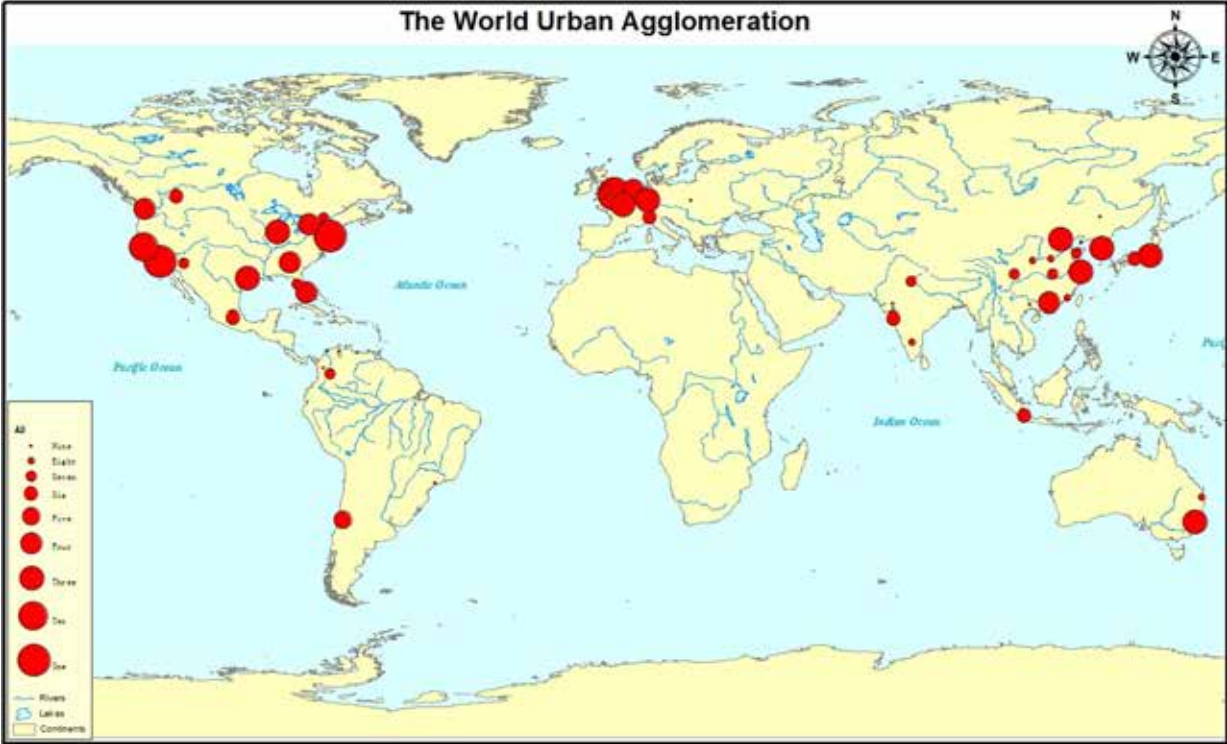 The World Urban Agglomeration
N
W E
S
Atlantic Ocean
Pacific Ocean
Pacif
Indian Ocean
All
Nine
Eight
Seven
Six
Five
Four
Three
Two
One
Rivers
Lakes
Continents